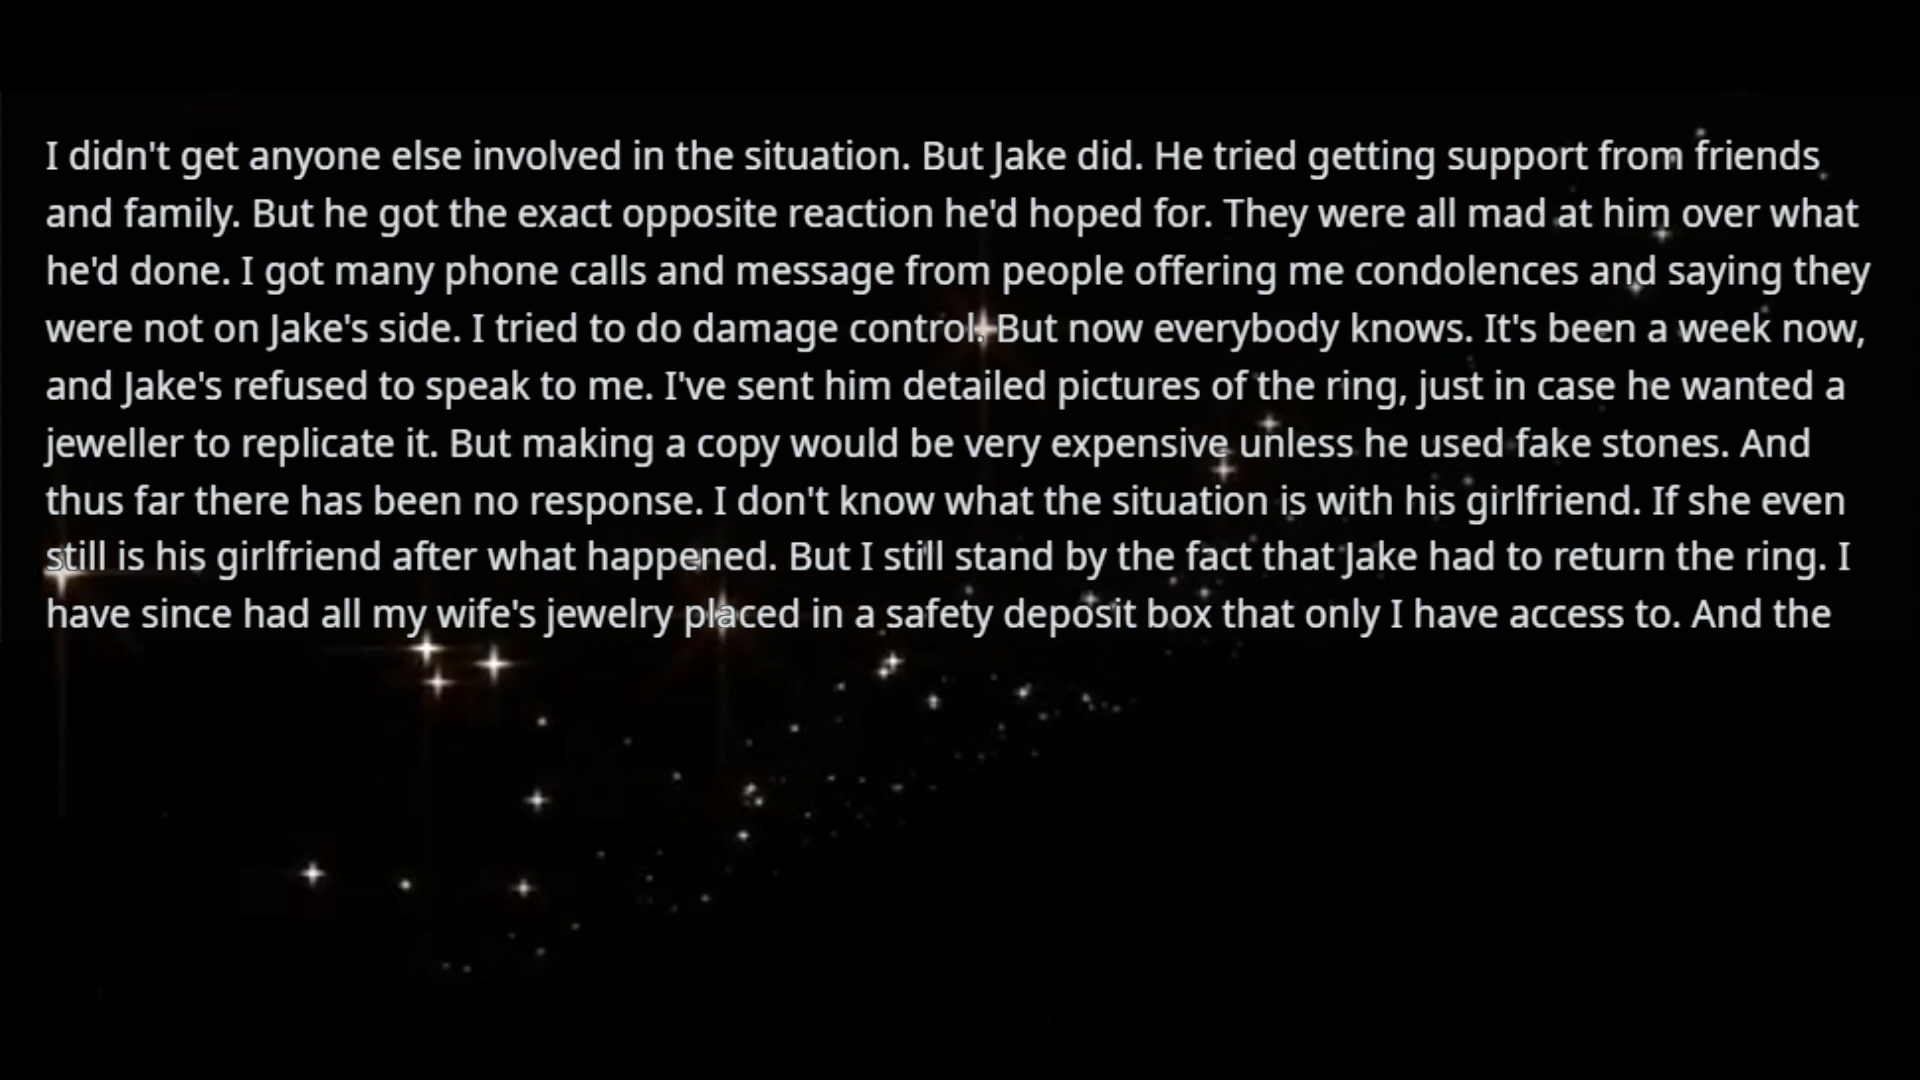 I didn't get anyone else involved in the situation. But Jake did. He tried getting support from friends
and family. But he got the exact opposite reaction he'd hoped for. They were all mad at him over what
he'd done. I got many phone calls and message from people offering me condolences and saying they
were not on Jake's side. I tried to do damage control. But now everybody knows. It's been a week now,
and Jake's refused to speak to me. I've sent him detailed pictures of the ring, just in case he wanted a
jeweller to replicate it. But making a copy would be very expensive unless he used fake stones. And
thus far there has been no response. I don't know what the situation is with his girlfriend. If she even
still is his girlfriend after what happened. But I still stand by the fact that Jake had to return the ring. I
have since had all my wife's jewelry placed in a safety deposit box that only I have access to. And the